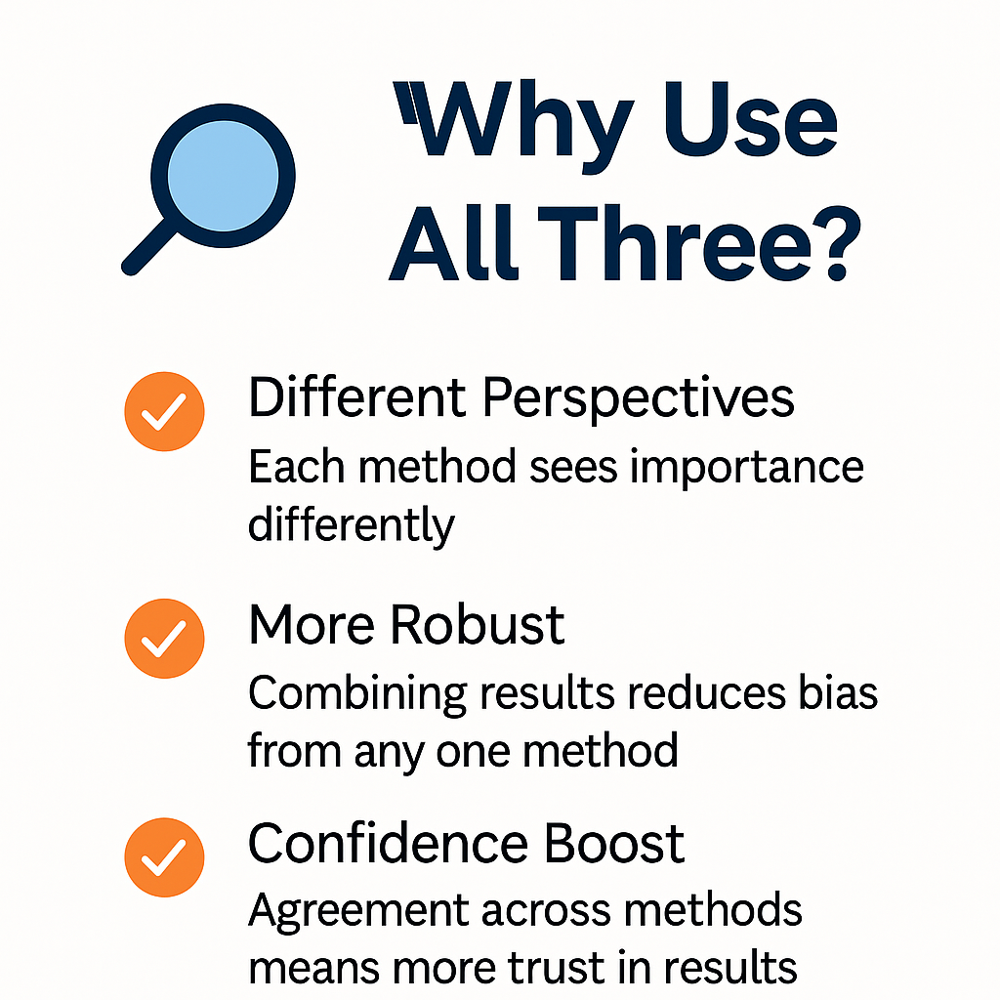 "Why Use
All Three?
Different Perspectives
Each method sees importance
differently
More Robust
Combining results reduces bias
from any one method
Confidence Boost
Agreement across methods
means more trust in results